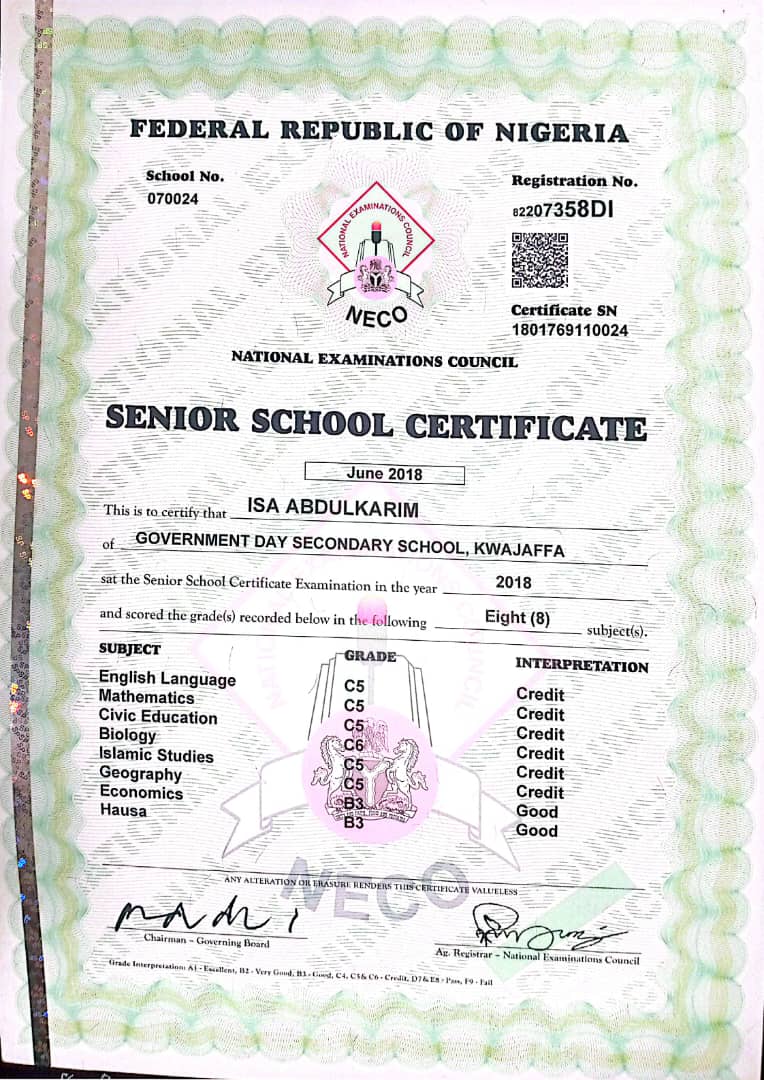 FEDERAL REPUBLIC OF NIGERIA
School No.
070024
Registration No.
82207358DI
NATIONAL EXAMINATIONS COUNCIL
NECO
Certificate SN
1801769110024
NATIONAL EXAMINATIONS COUNCIL
SENIOR SCHOOL CERTIFICATE
June 2018
This is to certify that ISA ABDULKARIM
of GOVERNMENT DAY SECONDARY SCHOOL, KWAJAFFA
sat the Senior School Certificate Examination in the year 2018
and scored the grade(s) recorded below in the following Eight (8) subject(s).
SUBJECT GRADE INTERPRETATION
English Language C5 Credit
Mathematics C5 Credit
Civic Education C5 Credit
Biology C6 Credit
Islamic Studies C5 Credit
Geography C5 Credit
Economics B3 Good
Hausa B3 Good
NECO
ANY ALTERATION OR ERASURE RENDERS THIS CERTIFICATE VALUELESS
Chairman - Governing Board
Ag. Registrar - National Examinations Council
Grade Interpretation: A1 - Excellent, B2 - Very Good, B3 - Good, C4, C5 & C6 - Credit, D7 & E8 - Pass, F9 - Fail